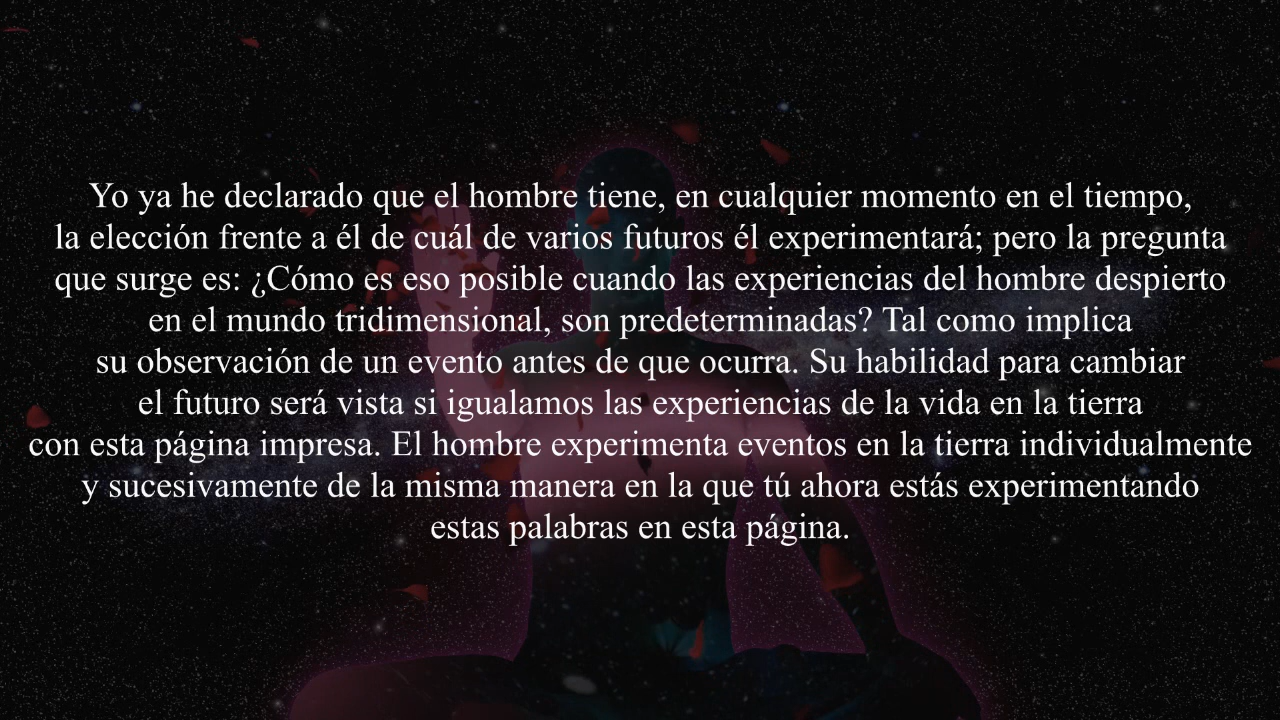 Yo ya he declarado que el hombre tiene, en cualquier momento en el tiempo,
la elección frente a él de cuál de varios futuros él experimentará; pero la pregunta
que surge es: ¿Cómo es eso posible cuando las experiencias del hombre despierto
en el mundo tridimensional, son predeterminadas? Tal como implica
su observación de un evento antes de que ocurra. Su habilidad para cambiar
el futuro será vista si igualamos las experiencias de la vida en la tierra
con esta página impresa. El hombre experimenta eventos en la tierra individualmente
y sucesivamente de la misma manera en la que tú ahora estás experimentando
estas palabras en esta página.